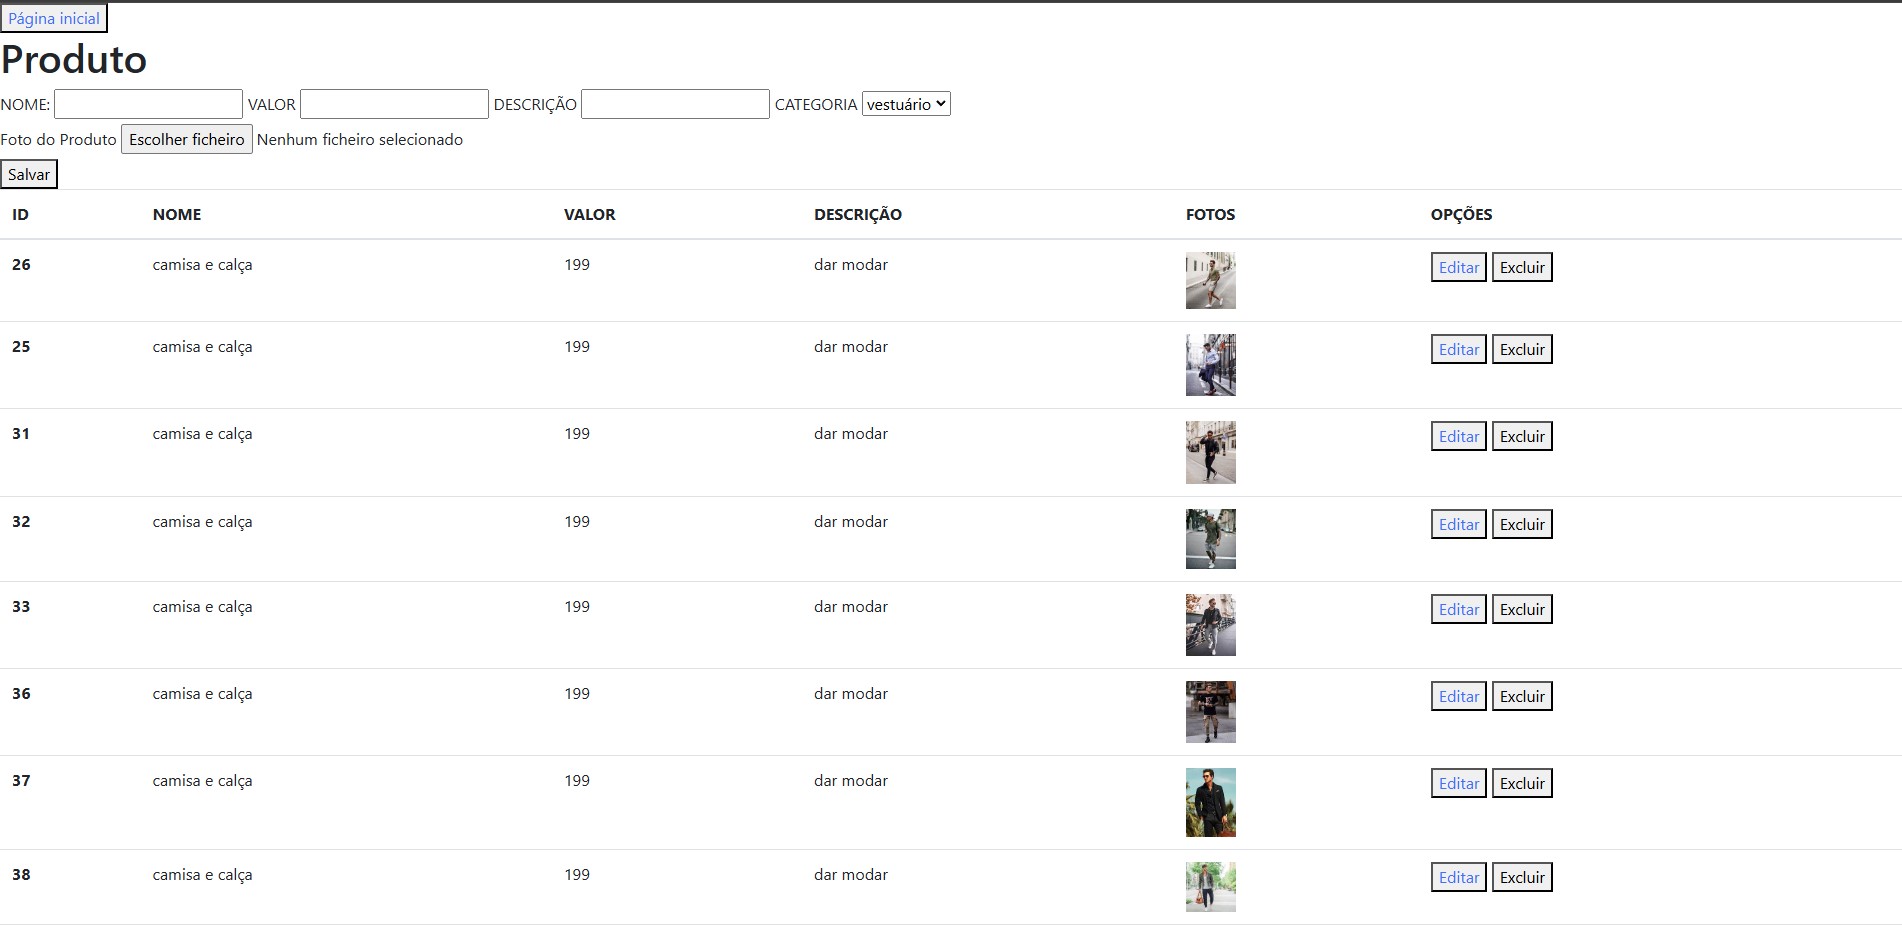 Página inicial
Produto
NOME: VALOR DESCRIÇÃO CATEGORIA vestuário
Foto do Produto Escolher ficheiro Nenhum ficheiro selecionado
Salvar
ID NOME VALOR DESCRIÇÃO FOTOS OPÇÕES
26 camisa e calça 199 dar modar Editar Excluir
25 camisa e calça 199 dar modar Editar Excluir
31 camisa e calça 199 dar modar Editar Excluir
32 camisa e calça 199 dar modar Editar Excluir
33 camisa e calça 199 dar modar Editar Excluir
36 camisa e calça 199 dar modar Editar Excluir
37 camisa e calça 199 dar modar Editar Excluir
38 camisa e calça 199 dar modar Editar Excluir